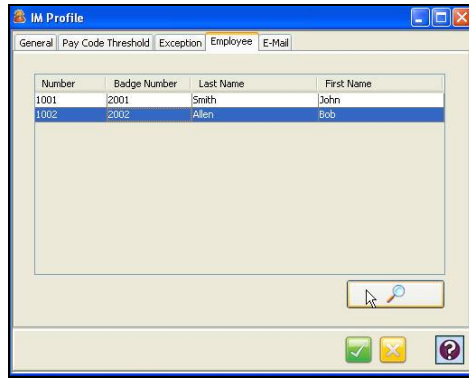 IM Profile
General Pay Code Threshold Exception Employee E-Mail
Number Badge Number Last Name First Name
1001 2001 Smith John
1002 2002 Allen Bob
?